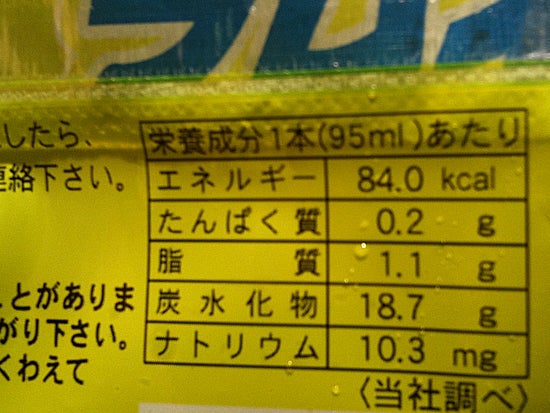 したら、
連絡下さい。
ことがありま
がり下さい。
くわえて
栄養成分1本(95ml)あたり
エネルギー 84.0 kcal
たんぱく質 0.2 g
脂質 1.1 g
炭水化物 18.7 g
ナトリウム 10.3 mg
〈当社調べ〉